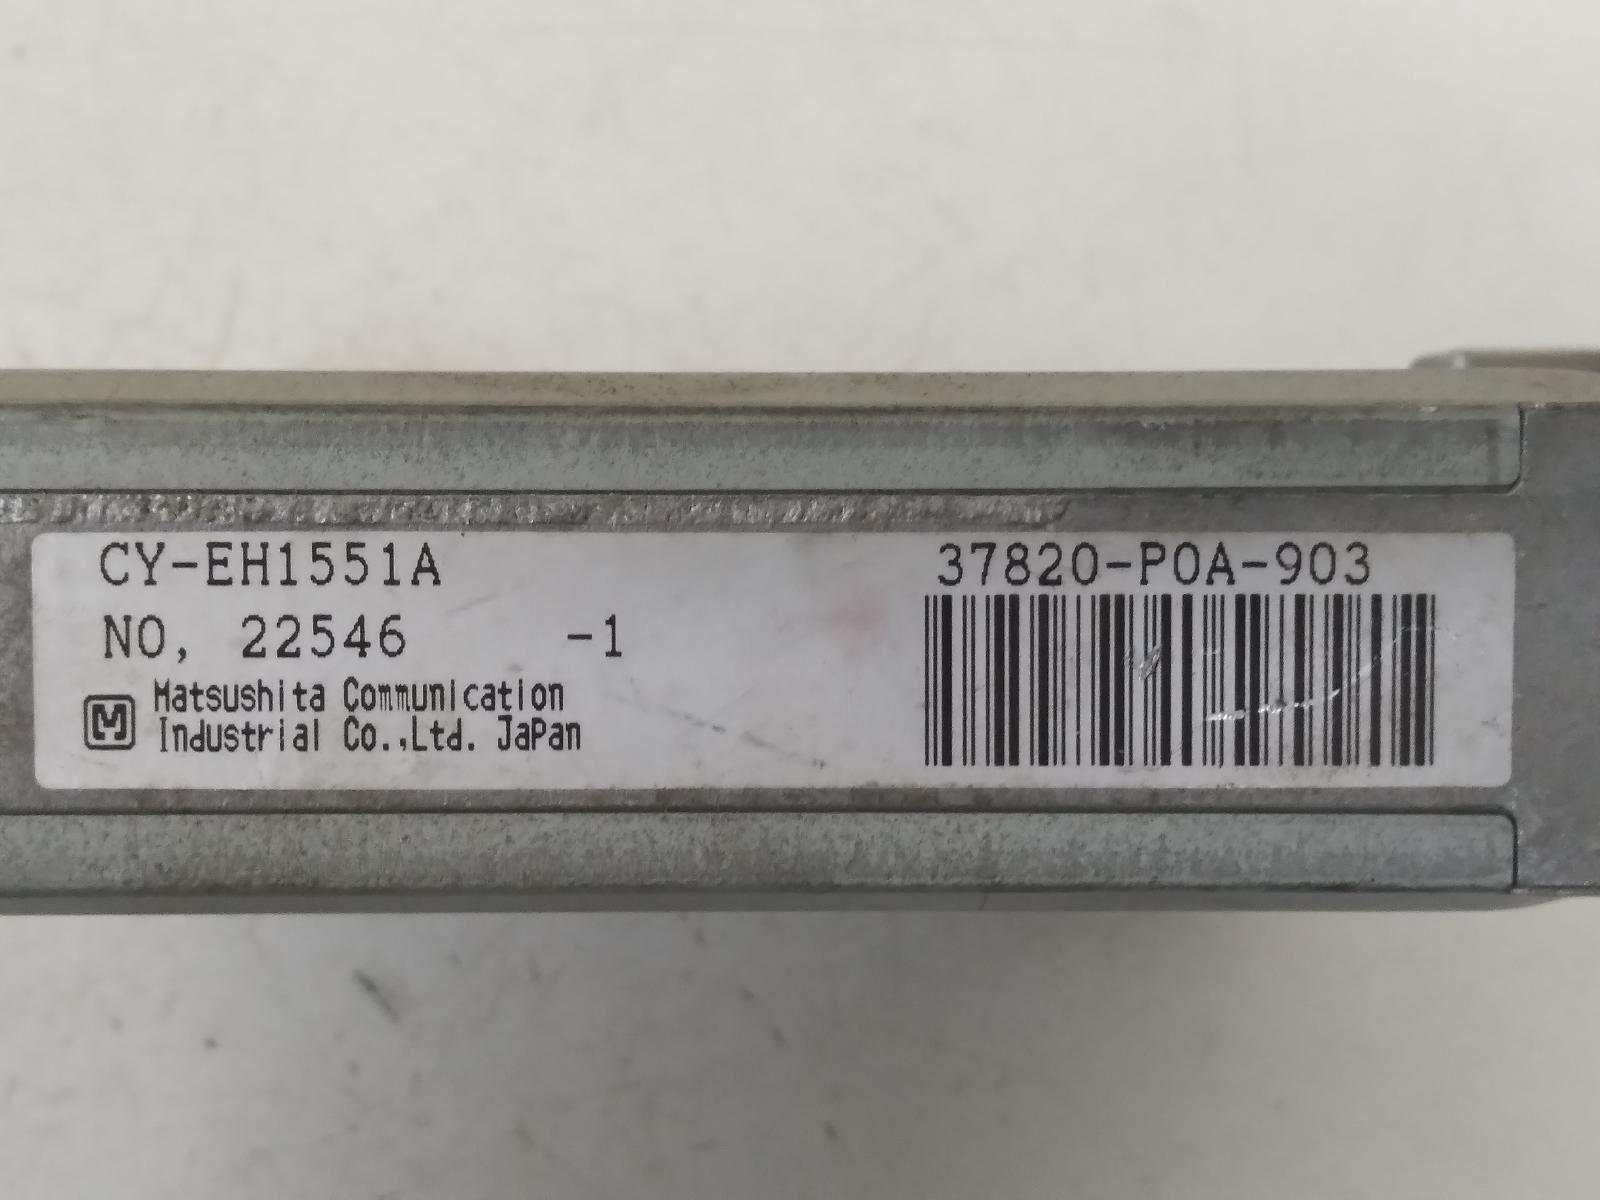 CY-EH1551A
NO, 22546 -1
M Matsushita Communication
Industrial Co.,Ltd. JaPan
37820-P0A-903